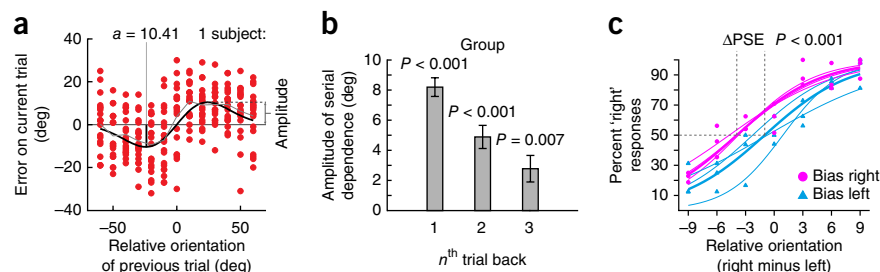 a
a = 10.41
1 subject:
Error on current trial
(deg)
40
20
0
−20
−40
Amplitude
−50
0
50
Relative orientation
of previous trial (deg)
b
Group
Amplitude of serial
dependence (deg)
10
8
6
4
2
0
P < 0.001
P < 0.001
P = 0.007
1
2
3
nth trial back
c
ΔPSE
P < 0.001
Percent 'right'
responses
90
70
50
30
10
Bias right
Bias left
−9
−6
−3
0
3
6
9
Relative orientation
(right minus left)